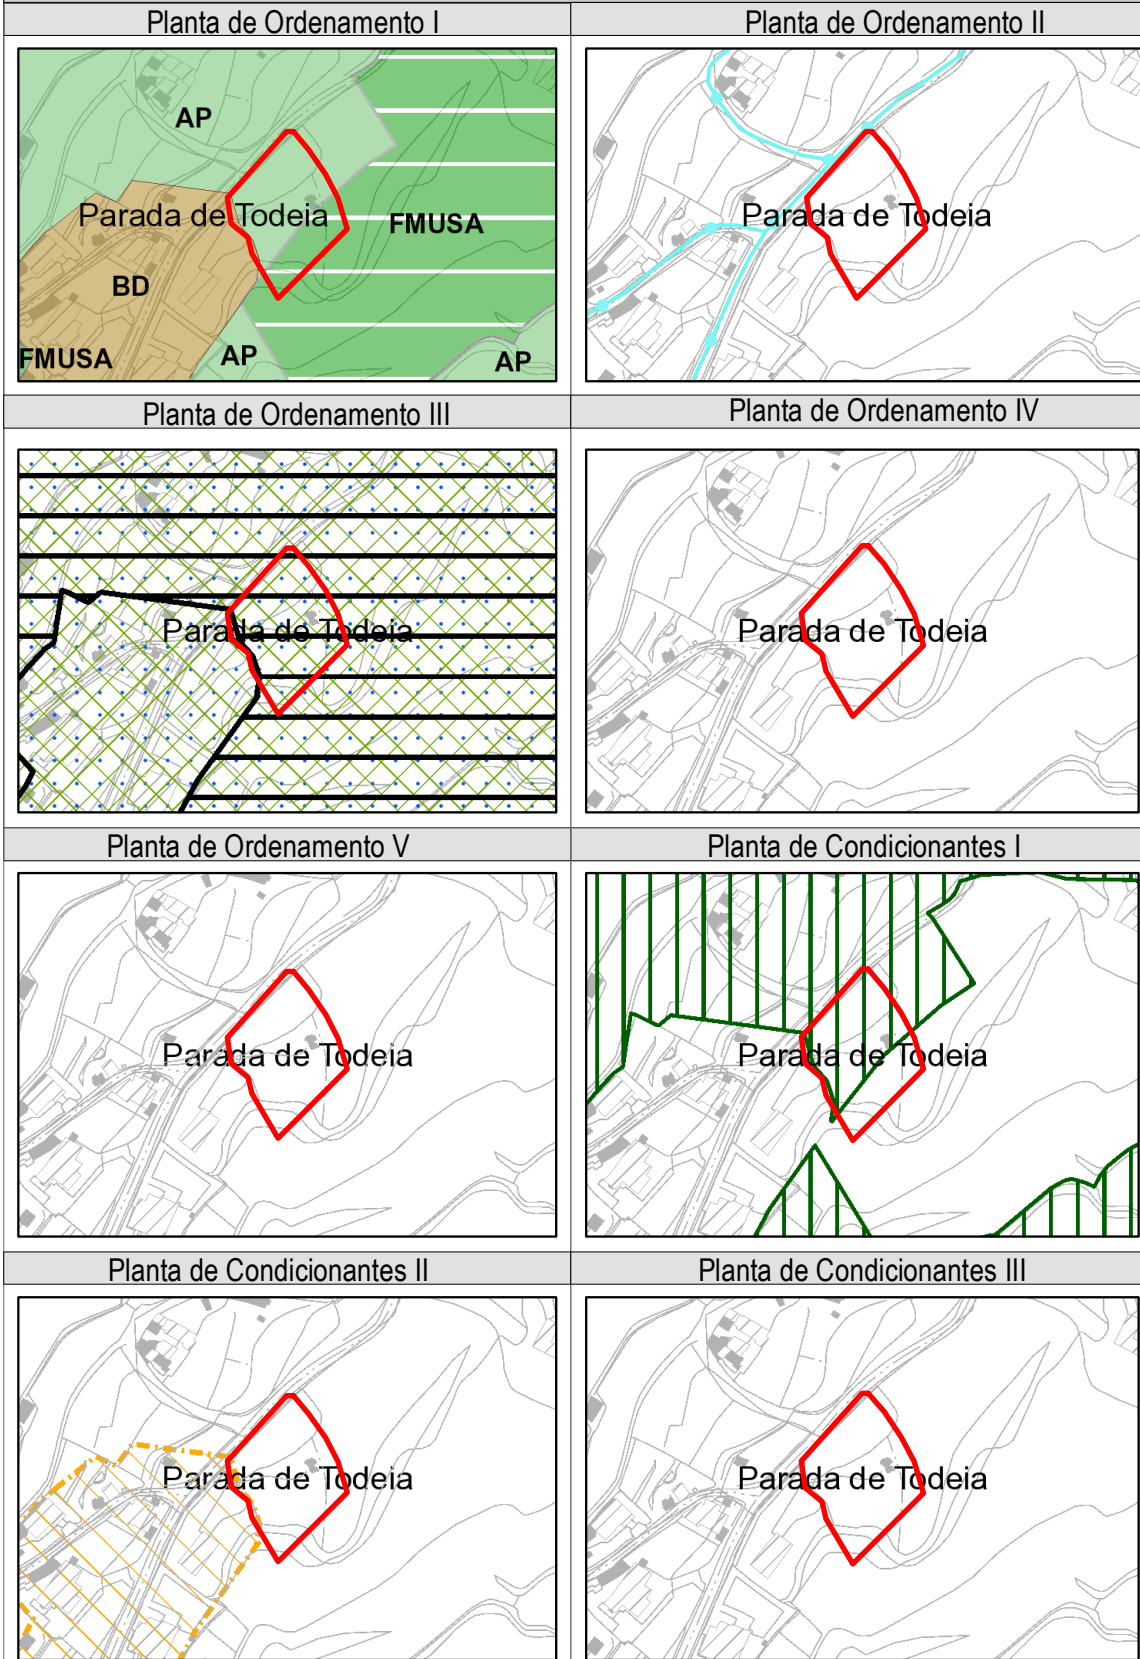 Planta de Ordenamento I
Planta de Ordenamento II
AP
Parada de Todeia
FMUSA
BD
FMUSA
AP
AP
Parada de Todeia
Planta de Ordenamento III
Planta de Ordenamento IV
Parada de Todeia
Parada de Todeia
Planta de Ordenamento V
Planta de Condicionantes I
Parada de Todeia
Parada de Todeia
Planta de Condicionantes II
Planta de Condicionantes III
Parada de Todeia
Parada de Todeia